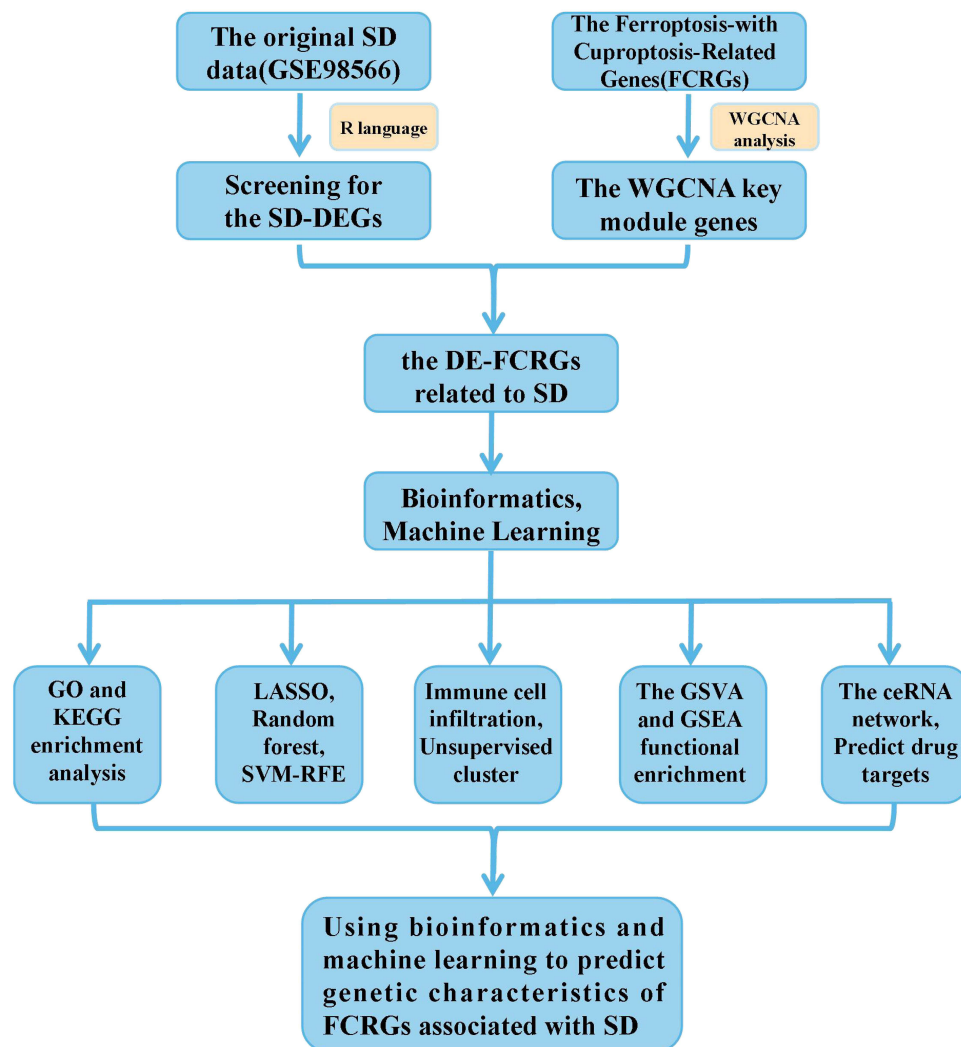 The original SD
data(GSE98566)
The Ferroptosis-with
Cuproptosis-Related
Genes(FCRGs)
R language
WGCNA
analysis
Screening for
the SD-DEGs
The WGCNA key
module genes
the DE-FCRGs
related to SD
Bioinformatics,
Machine Learning
GO and
KEGG
enrichment
analysis
LASSO,
Random
forest,
SVM-RFE
Immune cell
infiltration,
Unsupervised
cluster
The GSVA
and GSEA
functional
enrichment
The ceRNA
network,
Predict drug
targets
Using bioinformatics and
machine learning to predict
genetic characteristics of
FCRGs associated with SD